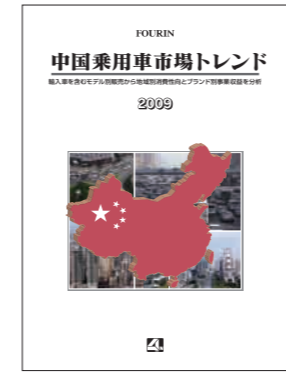 FOURIN
中国乗用車市場トレンド
輸入車を含むモデル別販売から地域別消費性向とブランド別事業収益を分析
2009